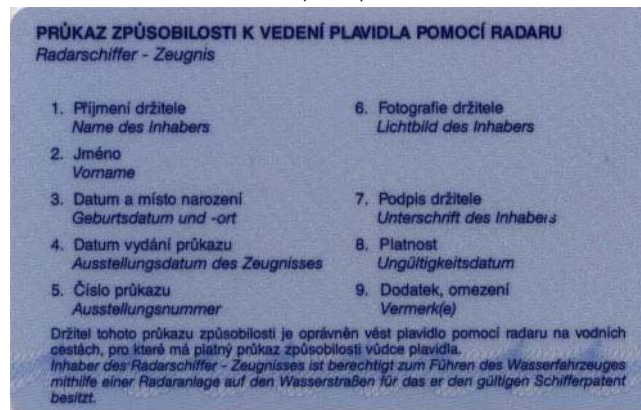 PRŮKAZ ZPŮSOBILOSTI K VEDENÍ PLAVIDLA POMOCÍ RADARU
Radarschiffer - Zeugnis
1. Příjmení držitele
Name des Inhabers
2. Jméno
Vorname
3. Datum a místo narození
Geburtsdatum und -ort
4. Datum vydání průkazu
Ausstellungsdatum des Zeugnisses
5. Číslo průkazu
Ausstellungsnummer
6. Fotografie držitele
Lichtbild des Inhabers
7. Podpis držitele
Unterschrift des Inhabers
8. Platnost
Ungültigkeitsdatum
9. Dodatek, omezení
Vermerk(e)
Držitel tohoto průkazu způsobilosti je oprávněn vést plavidlo pomocí radaru na vodních
cestách, pro které má platný průkaz způsobilosti vůdce plavidla.
Inhaber des Radarschiffer - Zeugnisses ist berechtigt zum Führen des Wasserfahrzeuges
mithilfe einer Radaranlage auf den Wasserstraßen für das er den gültigen Schifferpatent
besitzt.